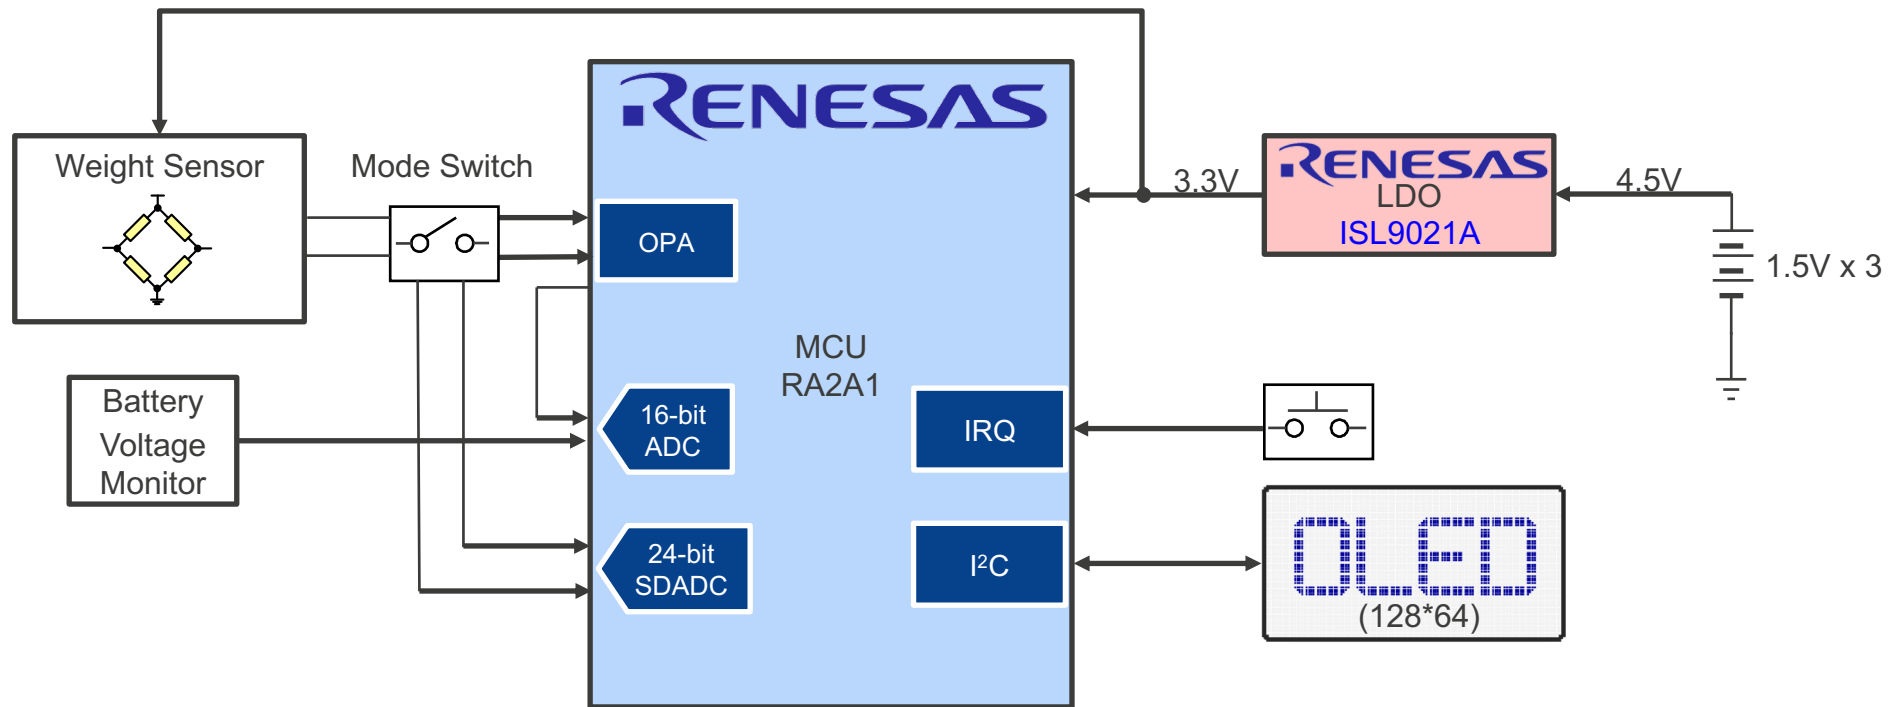 RENESAS
Weight Sensor
Mode Switch
OPA
MCU
RA2A1
16-bit
ADC
24-bit
SDADC
IRQ
I²C
Battery
Voltage
Monitor
3.3V
RENESAS
LDO
ISL9021A
4.5V
1.5V x 3
OLED
(128*64)